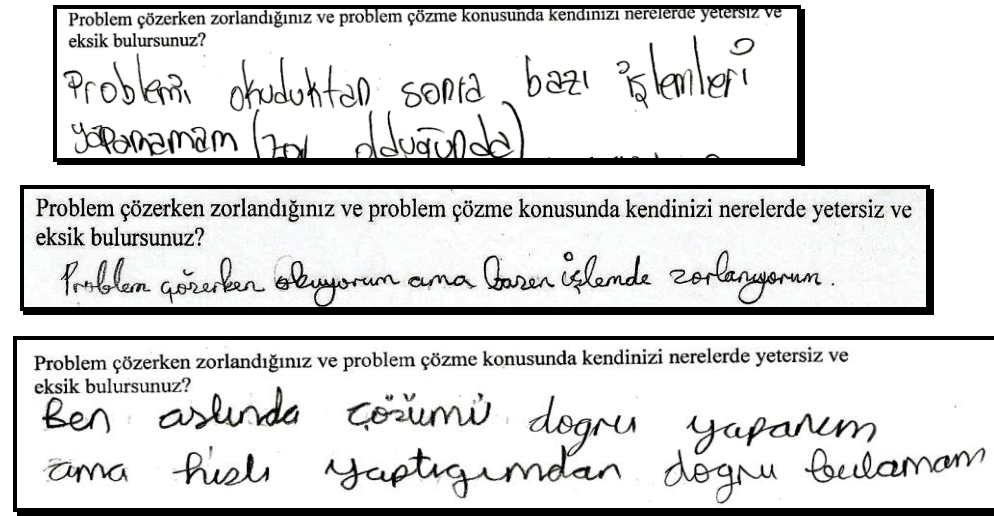 Problem çözerken zorlandığınız ve problem çözme konusunda kendinizi nerelerde yetersiz ve
eksik bulursunuz?
Problemi okuduktan sonra bazı işlemleri
yapamamam (zor olduğunda)
Problem çözerken zorlandığınız ve problem çözme konusunda kendinizi nerelerde yetersiz ve
eksik bulursunuz?
Problem çözerken okuyorum ama bazen işlemde zorlanıyorum.
Problem çözerken zorlandığınız ve problem çözme konusunda kendinizi nerelerde yetersiz ve
eksik bulursunuz?
Ben aslında çözümü dogru yaparım
ama hızlı yaptıgımdan dogru bulamam